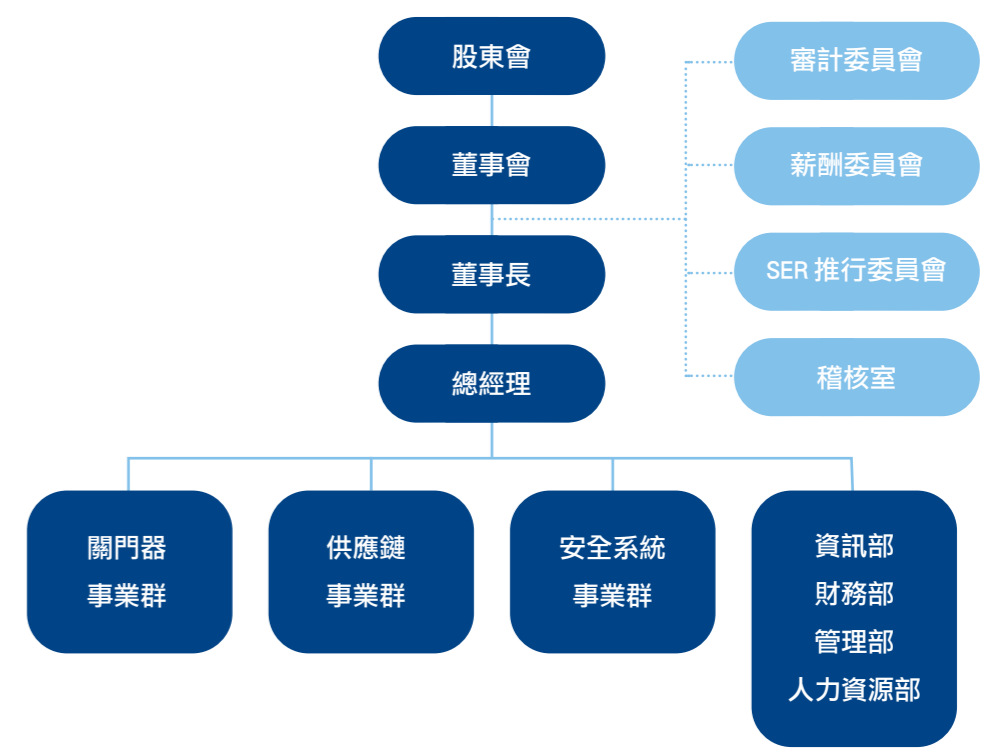 股東會
董事會
董事長
總經理
審計委員會
薪酬委員會
SER 推行委員會
稽核室
關門器
事業群
供應鏈
事業群
安全系統
事業群
資訊部
財務部
管理部
人力資源部